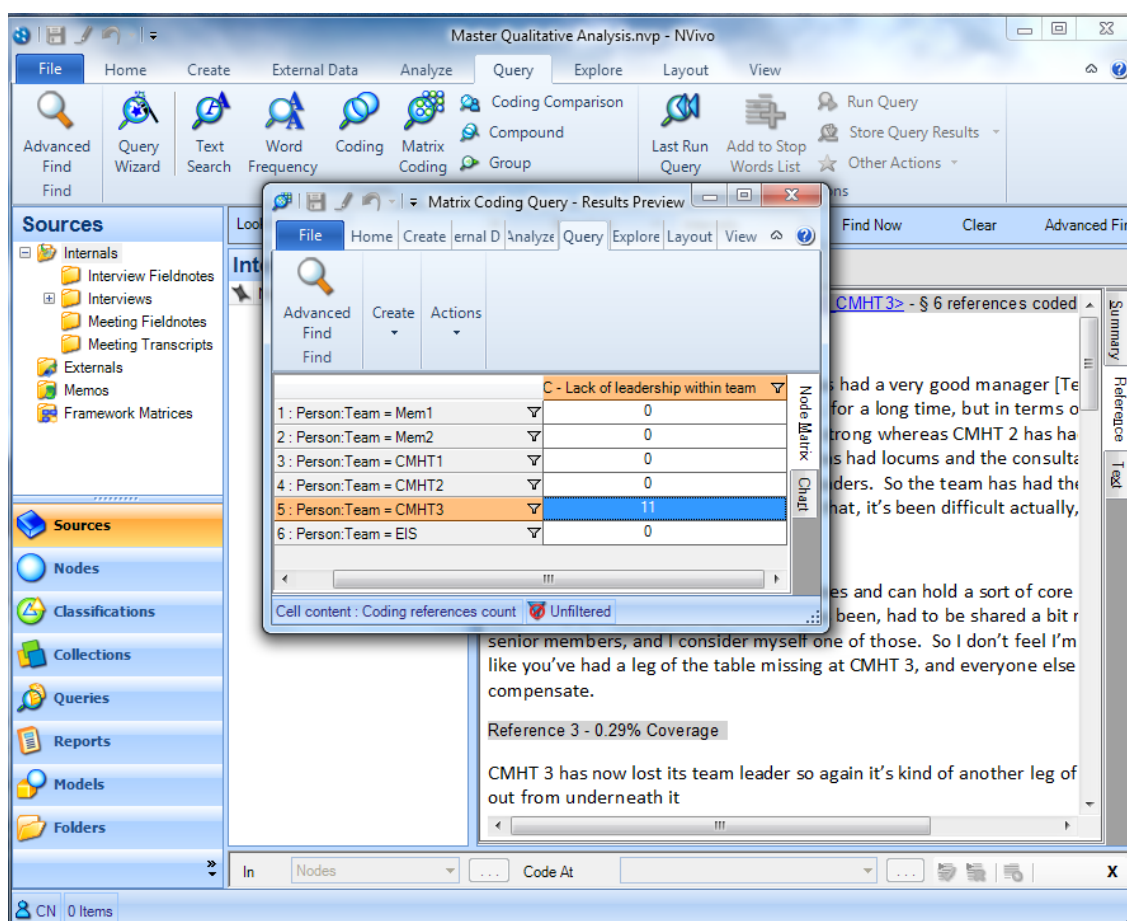 Master Qualitative Analysis.nvp - NVivo
File Home Create External Data Analyze Query Explore Layout View
Advanced Find
Find
Query Wizard
Text Search
Word Frequency
Coding
Matrix Coding
Coding Comparison
Compound
Group
Last Run Query
Add to Stop Words List
Run Query
Store Query Results
Other Actions
ns
Sources
Internals
Interview Fieldnotes
Interviews
Meeting Fieldnotes
Meeting Transcripts
Externals
Memos
Framework Matrices
Sources
Nodes
Classifications
Collections
Queries
Reports
Models
Folders
Loo
Find Now Clear Advanced Fin
Int
Matrix Coding Query - Results Preview
File Home Create ernal D Analyze Query Explore Layout View
Advanced Find
Find
Create
Actions
C - Lack of leadership within team
1 : Person:Team = Mem1 0
2 : Person:Team = Mem2 0
3 : Person:Team = CMHT1 0
4 : Person:Team = CMHT2 0
5 : Person:Team = CMHT3 11
6 : Person:Team = EIS 0
Node Matrix
Chart
Cell content : Coding references count Unfiltered
_CMHT3> - § 6 references coded
s had a very good manager [Te
for a long time, but in terms o
trong whereas CMHT 2 has ha
s had locums and the consulta
ders. So the team has had the
hat, it's been difficult actually,
es and can hold a sort of core
been, had to be shared a bit r
senior members, and I consider myself one of those. So I don't feel I'm
like you've had a leg of the table missing at CMHT 3, and everyone else
compensate.
Reference 3 - 0.29% Coverage
CMHT 3 has now lost its team leader so again it's kind of another leg of
out from underneath it
Summary
Reference
Text
In Nodes ... Code At ... X
CN 0 Items